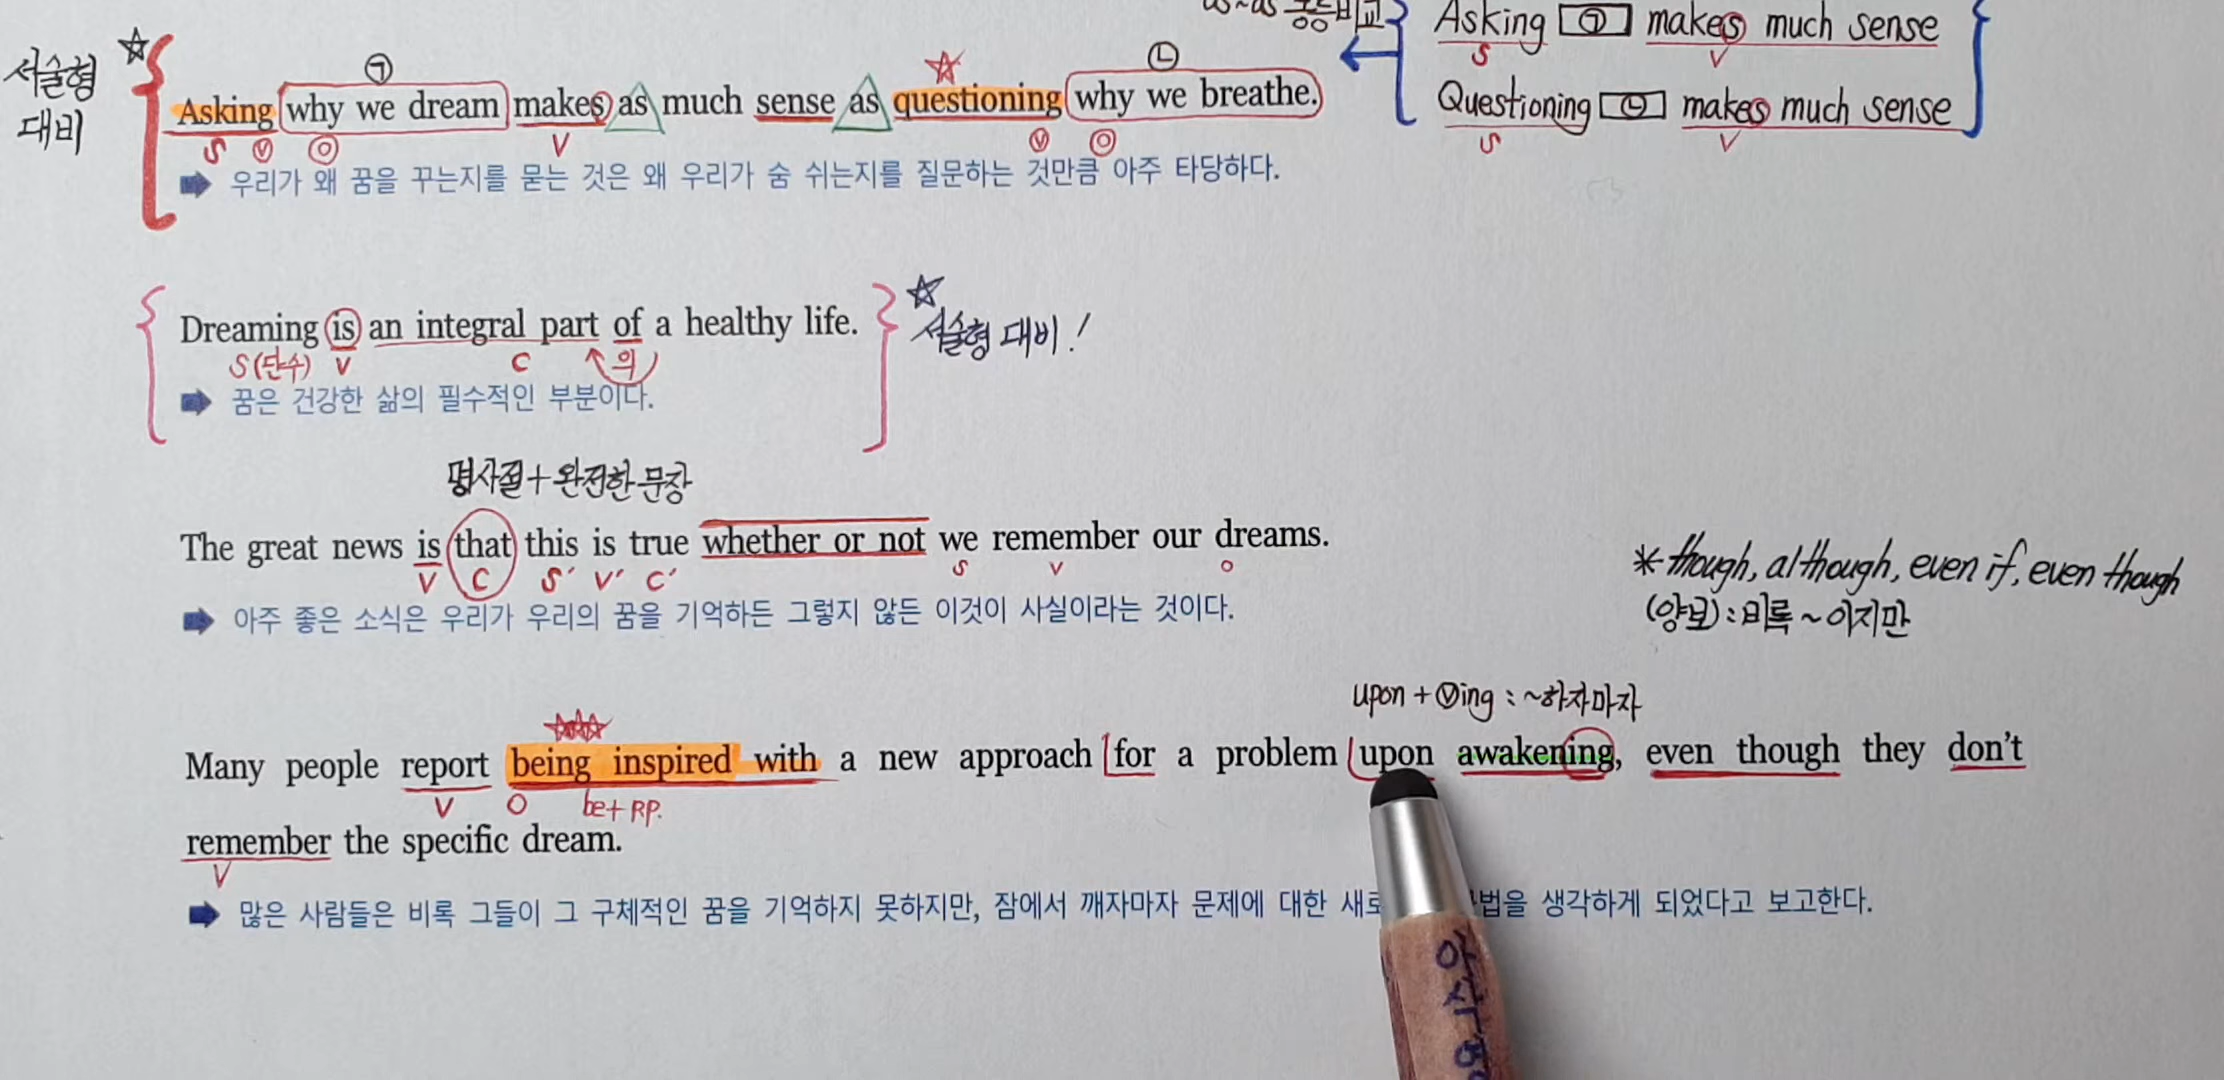 as~as 동등비교
Asking ㉠ makes much sense
S V
Questioning ㉡ makes much sense
S V
서술형
대비
㉠ ㉡
Asking why we dream makes as much sense as questioning why we breathe.
S V O V V O
우리가 왜 꿈을 꾸는지를 묻는 것은 왜 우리가 숨 쉬는지를 질문하는 것만큼 아주 타당하다.
Dreaming is an integral part of a healthy life.
S(단수) V C 의
서술형 대비!
꿈은 건강한 삶의 필수적인 부분이다.
명사절+완전한 문장
The great news is that this is true whether or not we remember our dreams.
V C S′ V′ C′ S V O
아주 좋은 소식은 우리가 우리의 꿈을 기억하든 그렇지 않든 이것이 사실이라는 것이다.
*though, although, even if, even though
(양보):비록~이지만
upon+Ⓥing:~하자마자
Many people report being inspired with a new approach for a problem upon awakening, even though they don't
V O be+P.P.
remember the specific dream.
V
많은 사람들은 비록 그들이 그 구체적인 꿈을 기억하지 못하지만, 잠에서 깨자마자 문제에 대한 생각하게 되었다고 보고한다.